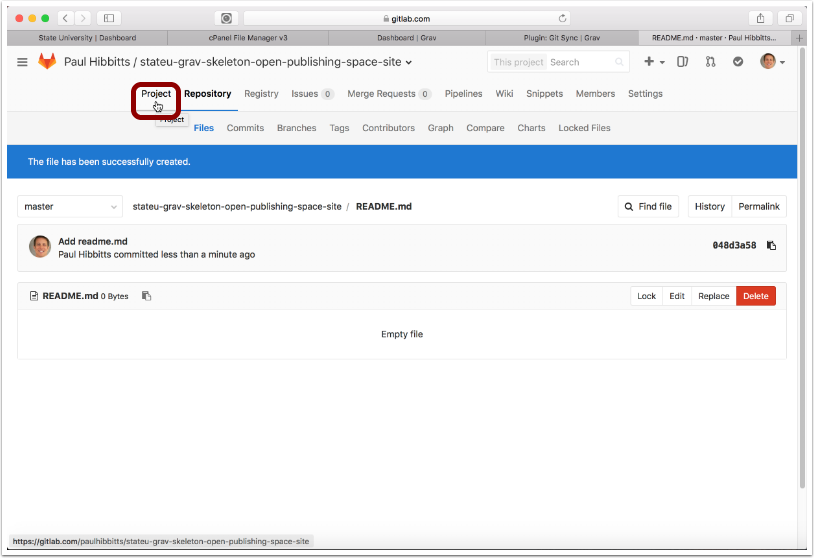 gitlab.com
State University | Dashboard cPanel File Manager v3 Dashboard | Grav Plugin: Git Sync | Grav README.md · master · Paul Hibbitts...
Paul Hibbitts / stateu-grav-skeleton-open-publishing-space-site This project Search
Project Repository Registry Issues 0 Merge Requests 0 Pipelines Wiki Snippets Members Settings
Project
Files Commits Branches Tags Contributors Graph Compare Charts Locked Files
The file has been successfully created.
master stateu-grav-skeleton-open-publishing-space-site / README.md Find file History Permalink
Add readme.md
Paul Hibbitts committed less than a minute ago
048d3a58
README.md 0 Bytes Lock Edit Replace Delete
Empty file
https://gitlab.com/paulhibbitts/stateu-grav-skeleton-open-publishing-space-site